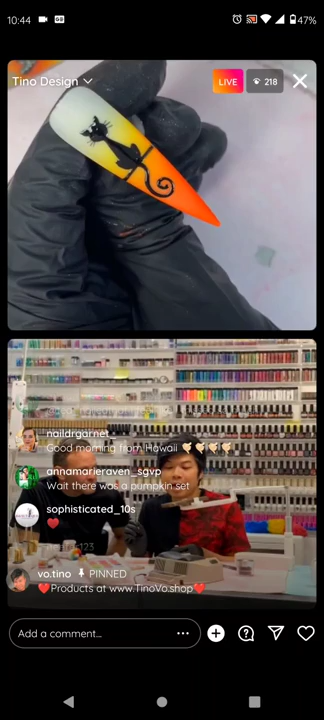 10:44
47%
Tino Design
LIVE
218
naildrgarnet
Good morning from Hawaii
annamarieraven_sgvp
Wait there was a pumpkin set
sophisticated_10s
vo.tino PINNED
Products at www.TinoVo.shop
Add a comment...